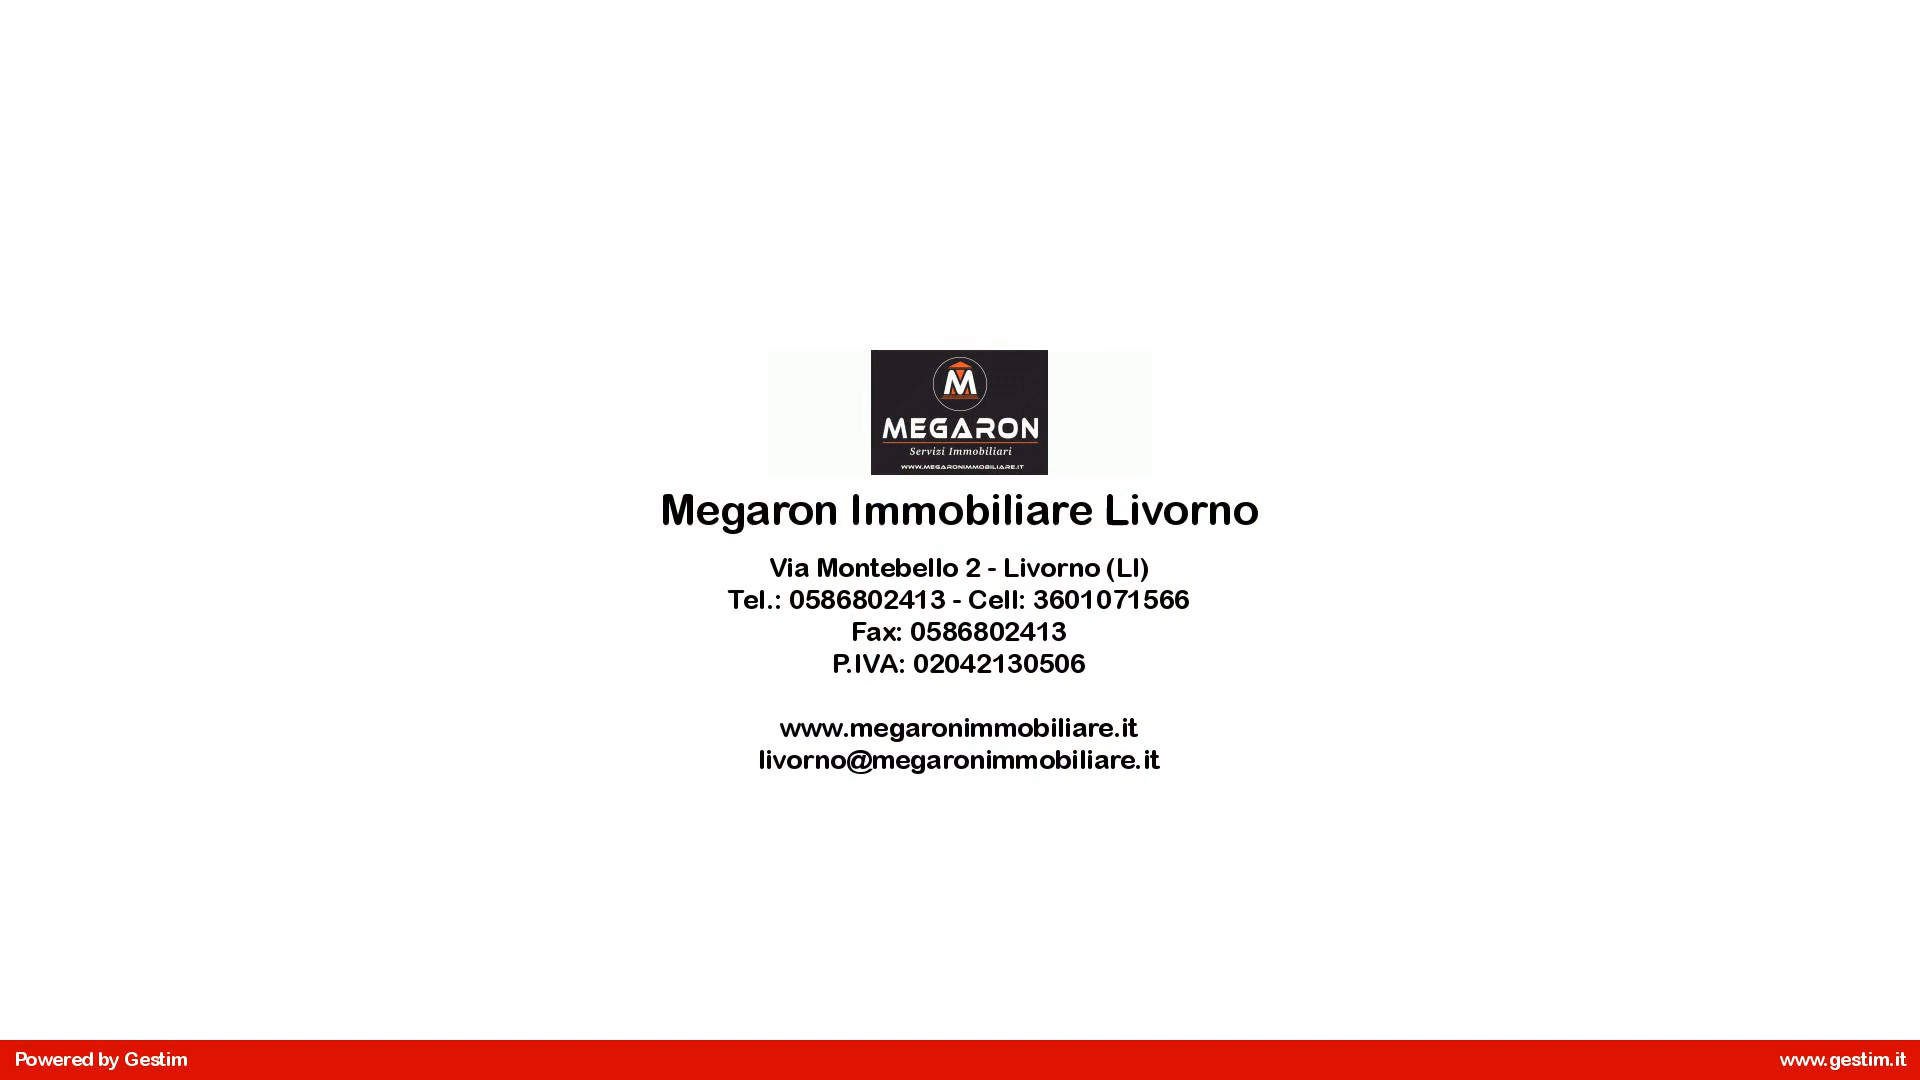 M
MEGARON
Servizi Immobiliari
WWW.MEGARONIMMOBILIARE.IT
Megaron Immobiliare Livorno
Via Montebello 2 - Livorno (LI)
Tel.: 0586802413 - Cell: 3601071566
Fax: 0586802413
P.IVA: 02042130506
www.megaronimmobiliare.it
livorno@megaronimmobiliare.it
Powered by Gestim
www.gestim.it